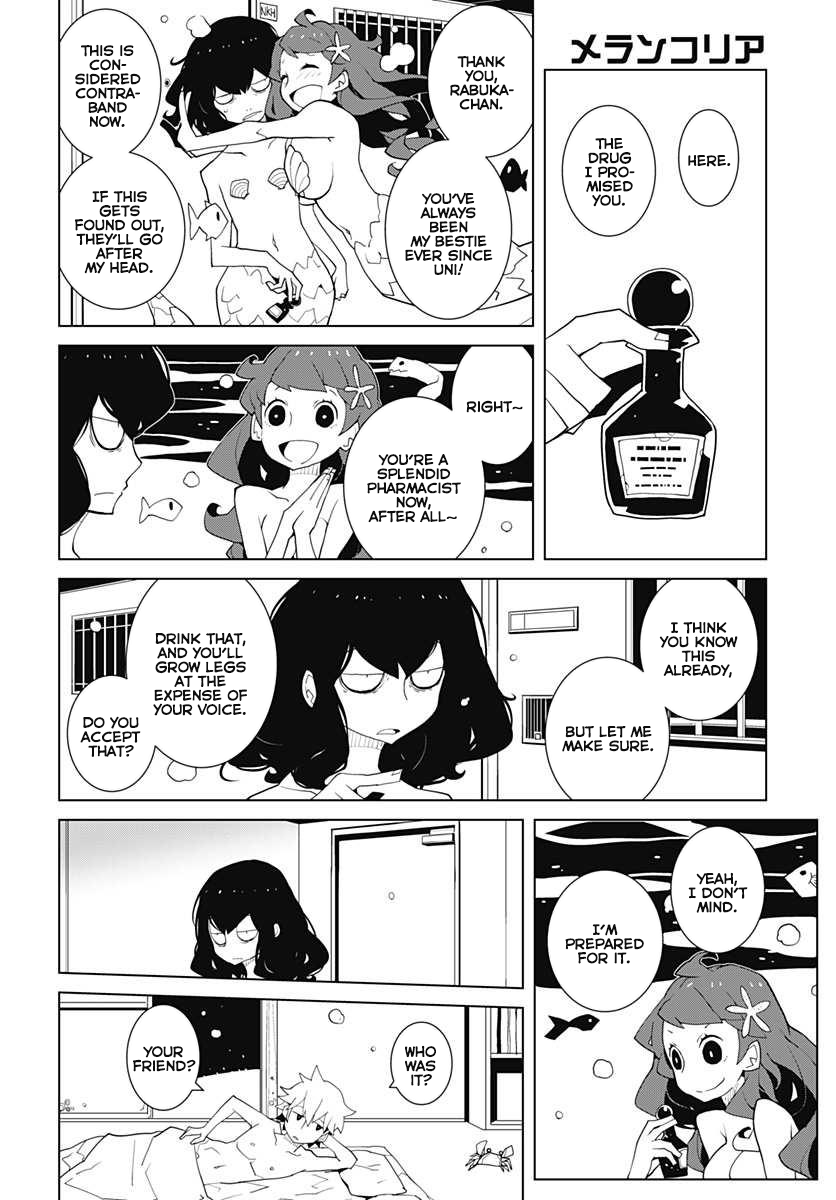 メランコリア
HERE.
THE
DRUG
I PRO-
MISED
YOU.
THANK
YOU,
RABUKA-
CHAN.
YOU'VE
ALWAYS
BEEN
MY BESTIE
EVER SINCE
UNI!
NKH
THIS IS
CON-
SIDERED
CONTRA-
BAND
NOW.
IF THIS
GETS
FOUND OUT,
THEY'LL GO
AFTER
MY HEAD.
RIGHT~
YOU'RE A
SPLENDID
PHARMACIST
NOW,
AFTER ALL~
I THINK
YOU KNOW
THIS
ALREADY,
BUT LET ME
MAKE SURE.
DRINK THAT,
AND YOU'LL
GROW LEGS
AT THE
EXPENSE OF
YOUR VOICE.
DO YOU
ACCEPT
THAT?
YEAH,
I DON'T
MIND.
I'M
PREPARED
FOR IT.
WHO
WAS
IT?
YOUR
FRIEND?